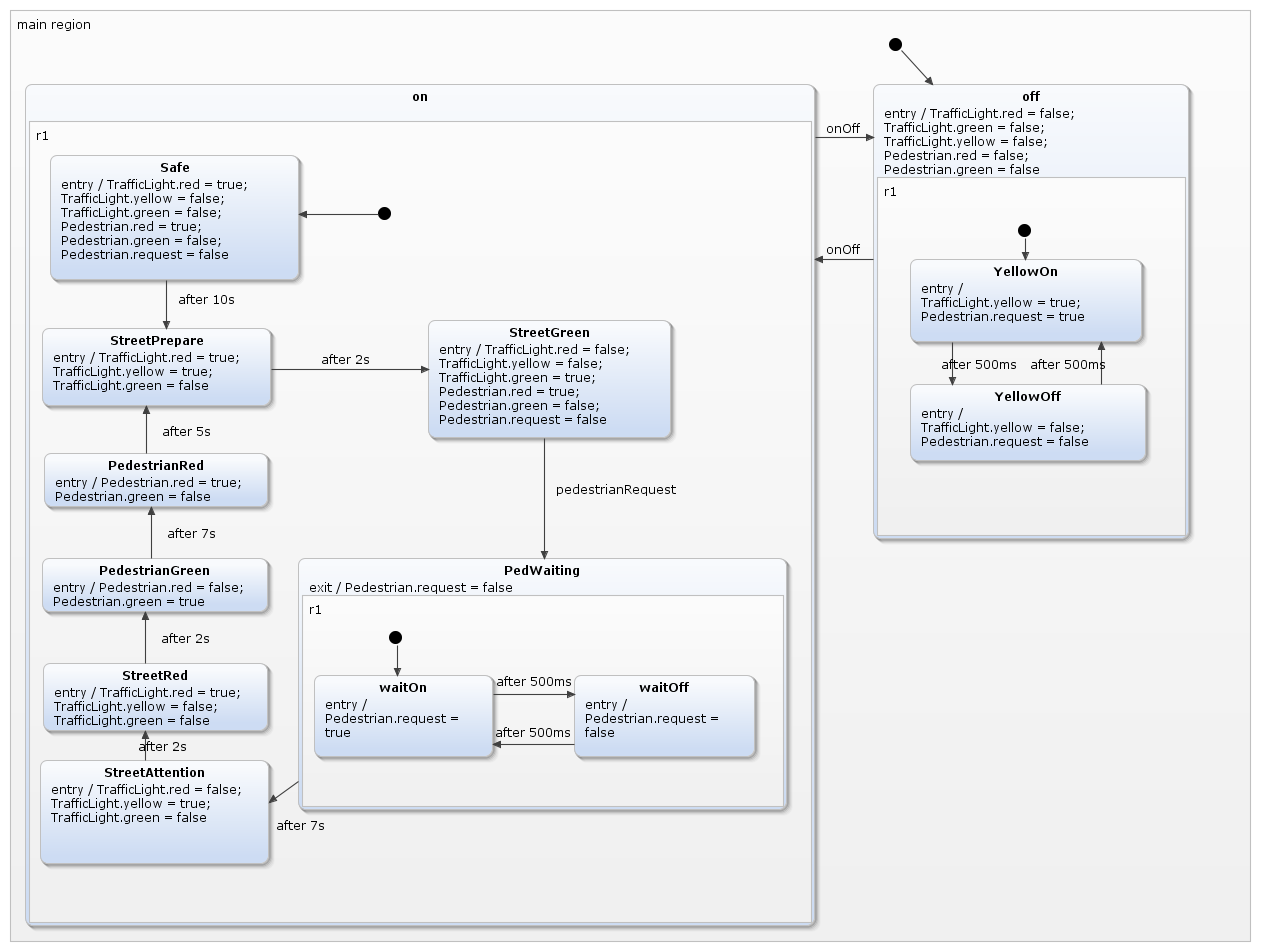 main region
on
r1
Safe
entry / TrafficLight.red = true;
TrafficLight.yellow = false;
TrafficLight.green = false;
Pedestrian.red = true;
Pedestrian.green = false;
Pedestrian.request = false
after 10s
StreetPrepare
entry / TrafficLight.red = true;
TrafficLight.yellow = true;
TrafficLight.green = false
after 2s
StreetGreen
entry / TrafficLight.red = false;
TrafficLight.yellow = false;
TrafficLight.green = true;
Pedestrian.red = true;
Pedestrian.green = false;
Pedestrian.request = false
after 5s
PedestrianRed
entry / Pedestrian.red = true;
Pedestrian.green = false
pedestrianRequest
after 7s
PedestrianGreen
entry / Pedestrian.red = false;
Pedestrian.green = true
after 2s
StreetRed
entry / TrafficLight.red = true;
TrafficLight.yellow = false;
TrafficLight.green = false
after 2s
StreetAttention
entry / TrafficLight.red = false;
TrafficLight.yellow = true;
TrafficLight.green = false
PedWaiting
exit / Pedestrian.request = false
r1
waitOn
entry /
Pedestrian.request =
true
after 500ms
after 500ms
waitOff
entry /
Pedestrian.request =
false
after 7s
onOff
onOff
off
entry / TrafficLight.red = false;
TrafficLight.green = false;
TrafficLight.yellow = false;
Pedestrian.red = false;
Pedestrian.green = false
r1
YellowOn
entry /
TrafficLight.yellow = true;
Pedestrian.request = true
after 500ms
after 500ms
YellowOff
entry /
TrafficLight.yellow = false;
Pedestrian.request = false